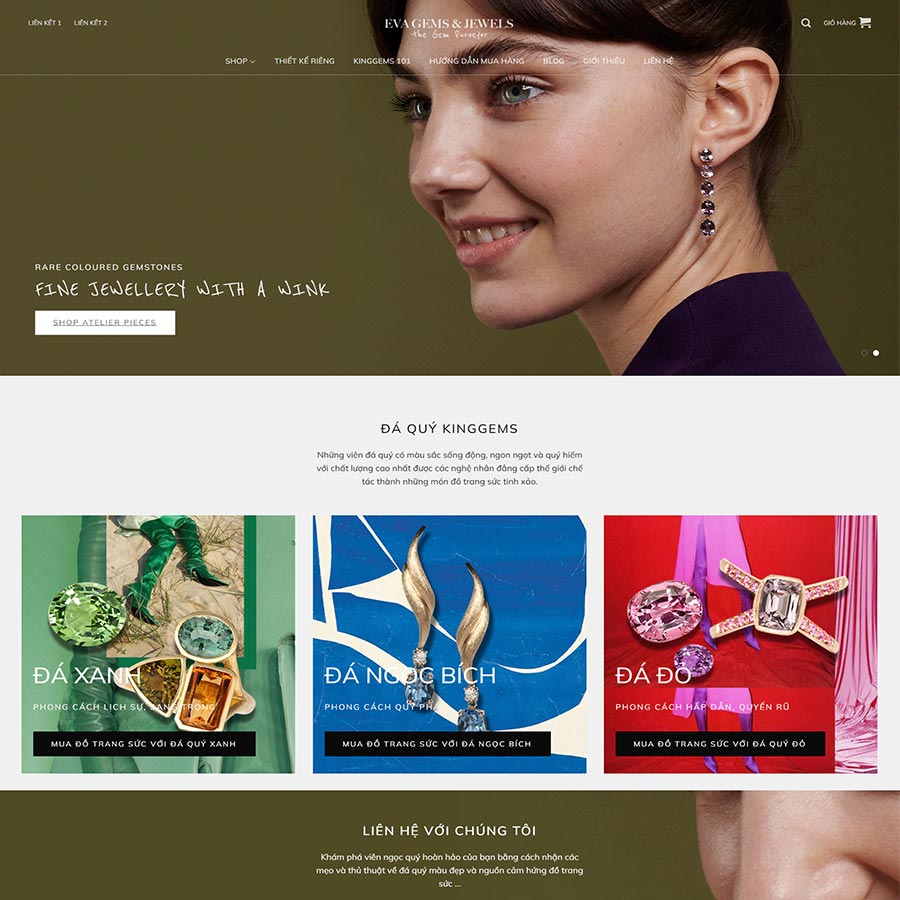 LIÊN KẾT 1
LIÊN KẾT 2
EVA GEMS & JEWELS
the Gem Purveyor
GIỎ HÀNG
SHOP
THIẾT KẾ RIÊNG
KINGGEMS 101
HƯỚNG DẪN MUA HÀNG
BLOG
GIỚI THIỆU
LIÊN HỆ
RARE COLOURED GEMSTONES
FINE JEWELLERY WITH A WINK
SHOP ATELIER PIECES
ĐÁ QUÝ KINGGEMS
Những viên đá quý có màu sắc sống động, ngon ngọt và quý hiếm
với chất lượng cao nhất được các nghệ nhân đẳng cấp thế giới chế
tác thành những món đồ trang sức tinh xảo.
ĐÁ XANH
PHONG CÁCH LỊCH SỰ, SANG TRỌNG
MUA ĐỒ TRANG SỨC VỚI ĐÁ QUÝ XANH
ĐÁ NGỌC BÍCH
PHONG CÁCH QUÝ PHÁI
MUA ĐỒ TRANG SỨC VỚI ĐÁ NGỌC BÍCH
ĐÁ ĐỎ
PHONG CÁCH HẤP DẪN, QUYẾN RŨ
MUA ĐỒ TRANG SỨC VỚI ĐÁ QUÝ ĐỎ
LIÊN HỆ VỚI CHÚNG TÔI
Khám phá viên ngọc quý hoàn hảo của bạn bằng cách nhận các
mẹo và thủ thuật về đá quý màu đẹp và nguồn cảm hứng đồ trang
sức ...